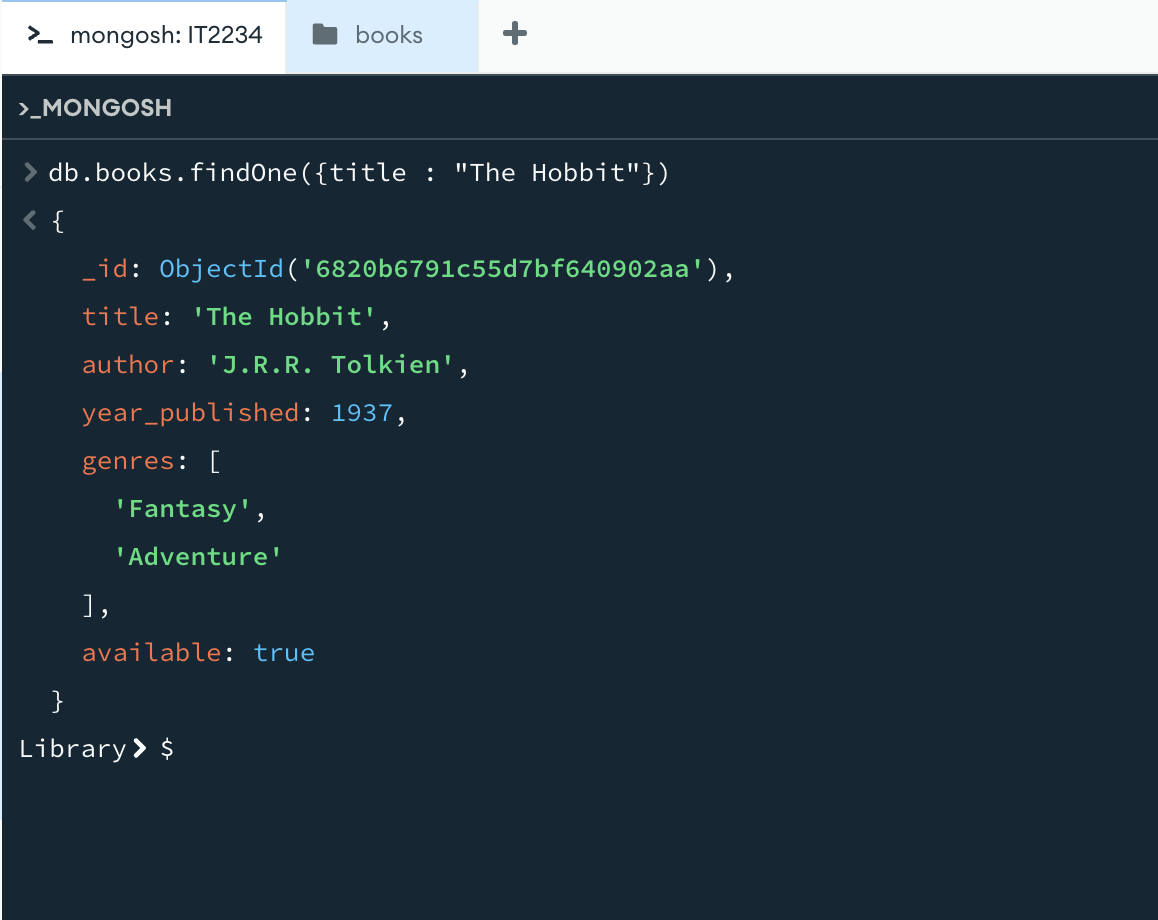 >_ mongosh: IT2234 books +
>_MONGOSH
> db.books.findOne({title : "The Hobbit"})
< {
    _id: ObjectId('6820b6791c55d7bf640902aa'),
    title: 'The Hobbit',
    author: 'J.R.R. Tolkien',
    year_published: 1937,
    genres: [
      'Fantasy',
      'Adventure'
    ],
    available: true
  }
Library> $